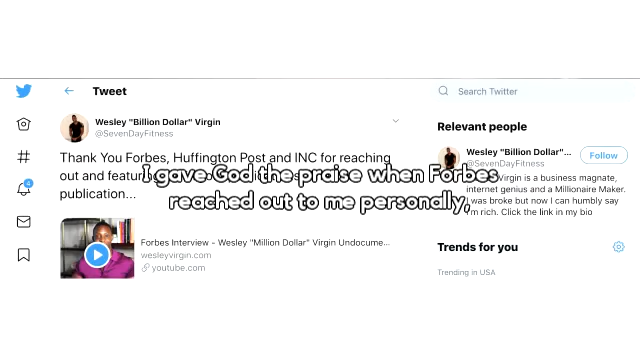 Tweet
Search Twitter
Wesley "Billion Dollar" Virgin
@SevenDayFitness
Thank You Forbes, Huffington Post and INC for reaching
out and
publication...
I gave God the praise when Forbes
reached out to me personally,
Forbes Interview - Wesley "Million Dollar" Virgin Undocume...
wesleyvirgin.com
youtube.com
Relevant people
Wesley "Billion Dollar"...
@SevenDayFitness
Follow
Virgin is a business magnate,
internet genius and a Millionaire Maker.
I was broke but now I can humbly say
I'm rich. Click the link in my bio
Trends for you
Trending in USA
4